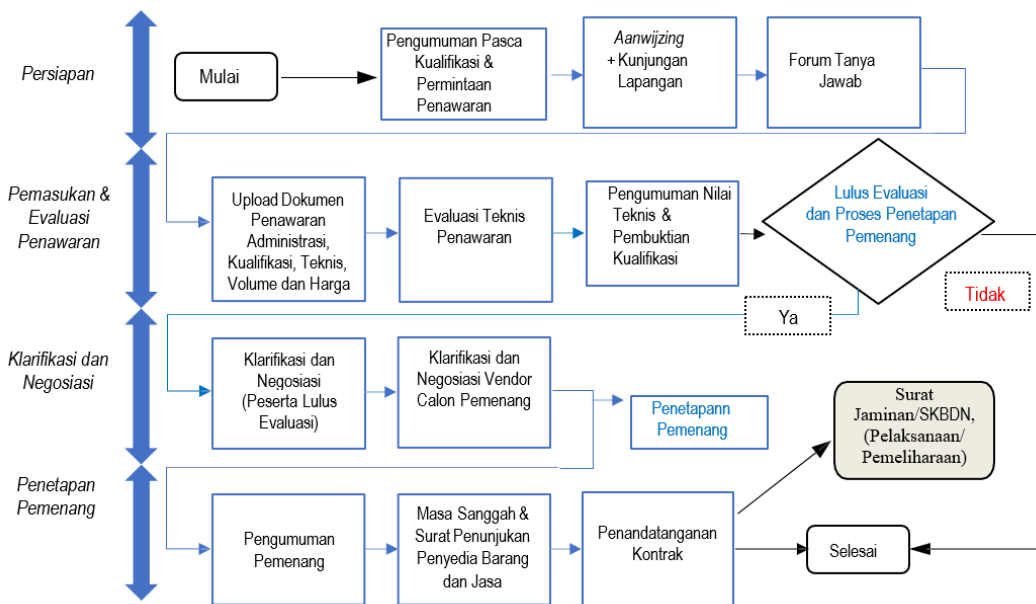 Persiapan
Mulai
Pengumuman Pasca
Kualifikasi &
Permintaan
Penawaran
Aanwijzing
+ Kunjungan
Lapangan
Forum Tanya
Jawab
Pemasukan &
Evaluasi
Penawaran
Upload Dokumen
Penawaran
Administrasi,
Kualifikasi, Teknis,
Volume dan Harga
Evaluasi Teknis
Penawaran
Pengumuman Nilai
Teknis &
Pembuktian
Kualifikasi
Lulus Evaluasi
dan Proses Penetapan
Pemenang
Tidak
Ya
Klarifikasi dan
Negosiasi
Klarifikasi dan
Negosiasi
(Peserta Lulus
Evaluasi)
Klarifikasi dan
Negosiasi Vendor
Calon Pemenang
Penetapann
Pemenang
Surat
Jaminan/SKBDN,
(Pelaksanaan/
Pemeliharaan)
Penetapan
Pemenang
Pengumuman
Pemenang
Masa Sanggah &
Surat Penunjukan
Penyedia Barang
dan Jasa
Penandatanganan
Kontrak
Selesai